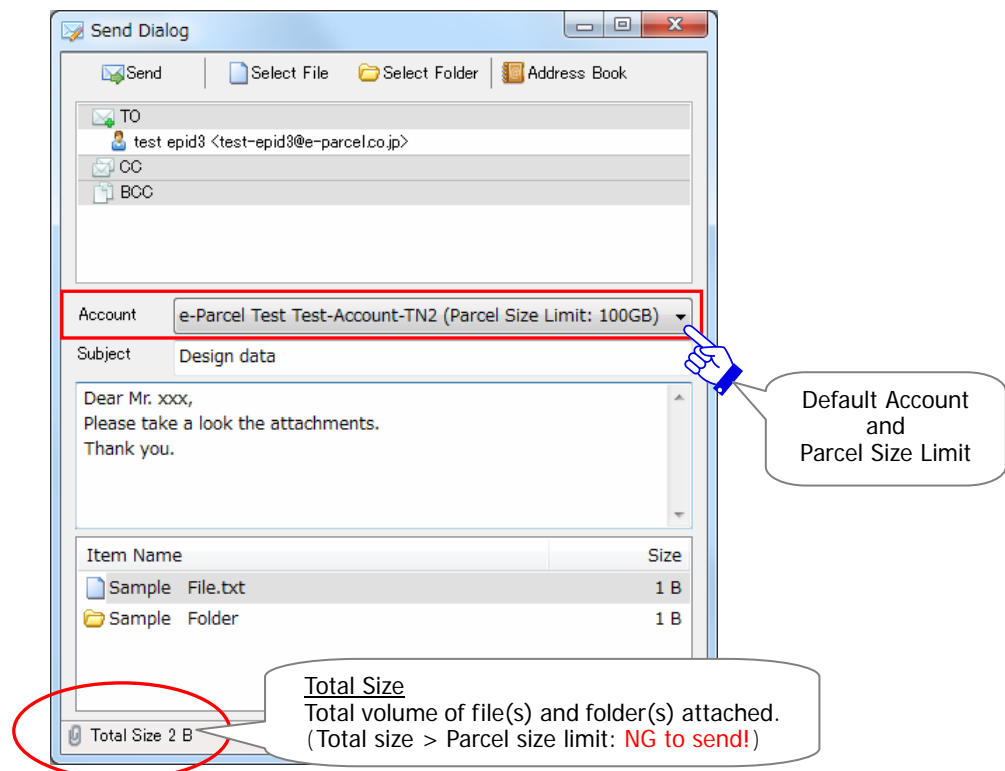 Send Dialog
Send Select File Select Folder Address Book
TO
test epid3 <test-epid3@e-parcel.co.jp>
CC
BCC
Account e-Parcel Test Test-Account-TN2 (Parcel Size Limit: 100GB)
Subject Design data
Dear Mr. xxx,
Please take a look the attachments.
Thank you.
Default Account
and
Parcel Size Limit
Item Name Size
Sample File.txt 1 B
Sample Folder 1 B
Total Size
Total volume of file(s) and folder(s) attached.
(Total size > Parcel size limit: NG to send!)
Total Size 2 B